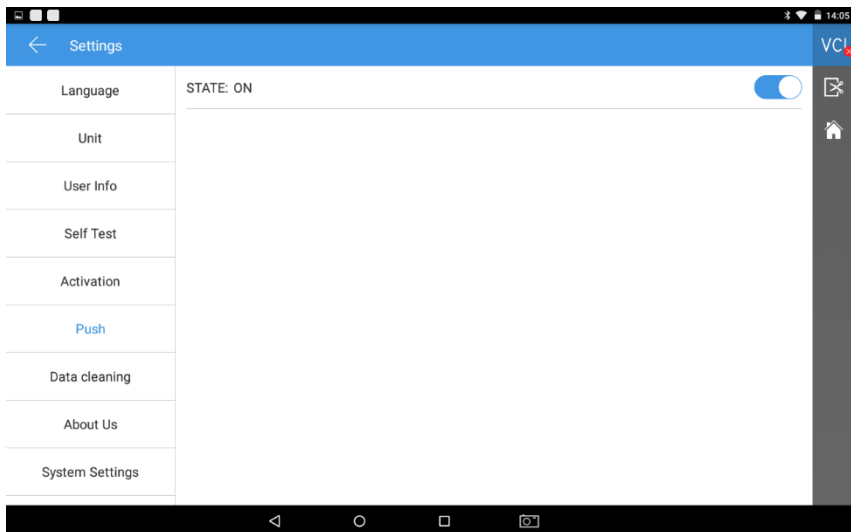 14:05
Settings
VCI
Language
STATE: ON
Unit
User Info
Self Test
Activation
Push
Data cleaning
About Us
System Settings